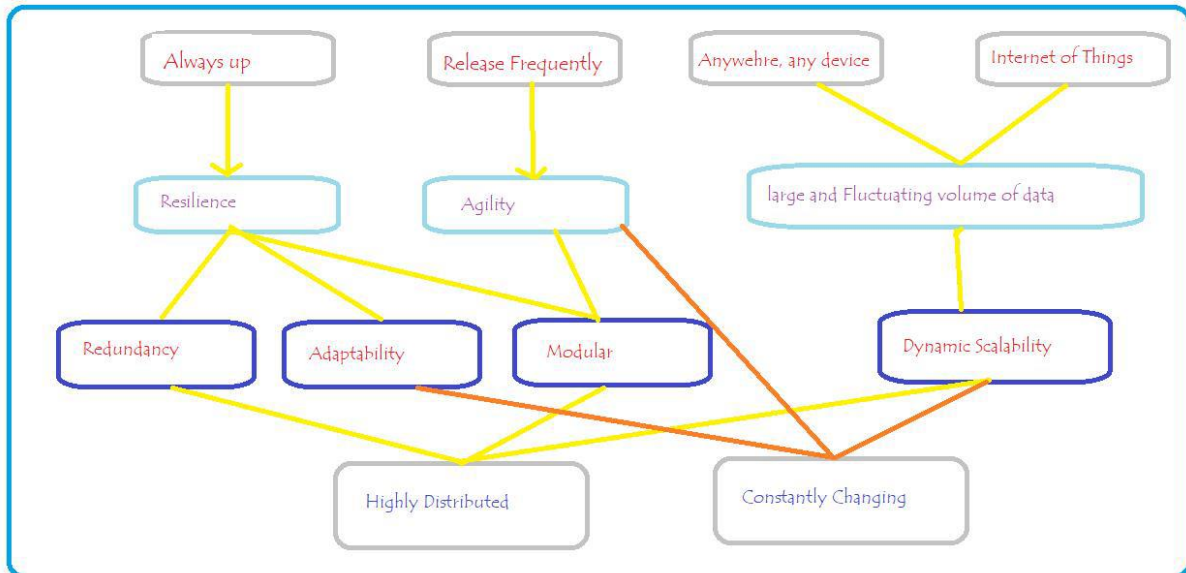 Always up
Release Frequently
Anywehre, any device
Internet of Things
Resilience
Agility
large and Fluctuating volume of data
Redundancy
Adaptability
Modular
Dynamic Scalability
Highly Distributed
Constantly Changing